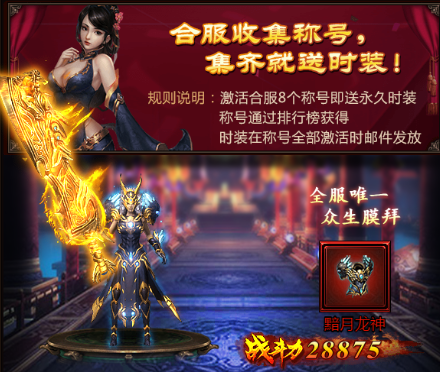 合服收集称号，
集齐就送时装！
规则说明：激活合服8个称号即送永久时装
称号通过排行榜获得
时装在称号全部激活时邮件发放
全服唯一
众生膜拜
黯月龙神
战斗力28875